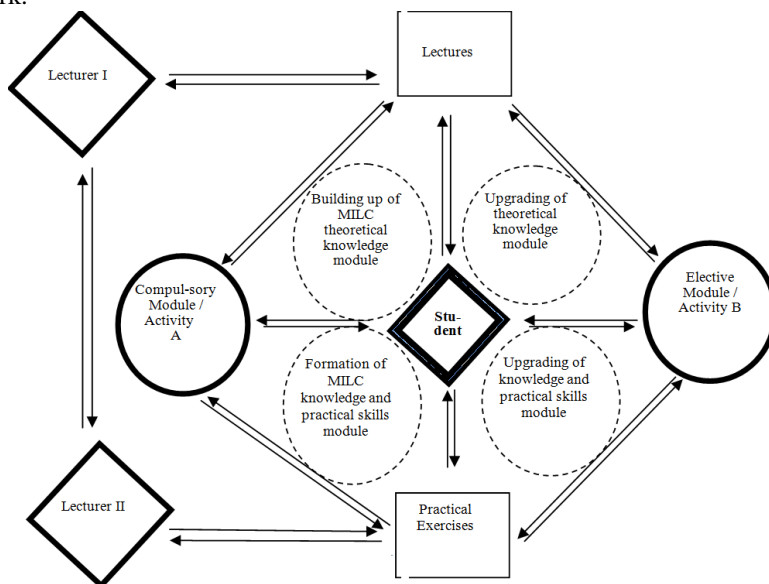 rk.
Lecturer I
Lectures
Building up of
MILC
theoretical
knowledge
module
Upgrading of
theoretical
knowledge
module
Compul-sory
Module /
Activity
A
Stu-
dent
Elective
Module /
Activity B
Formation of
MILC
knowledge and
practical skills
module
Upgrading of
knowledge and
practical skills
module
Lecturer II
Practical
Exercises